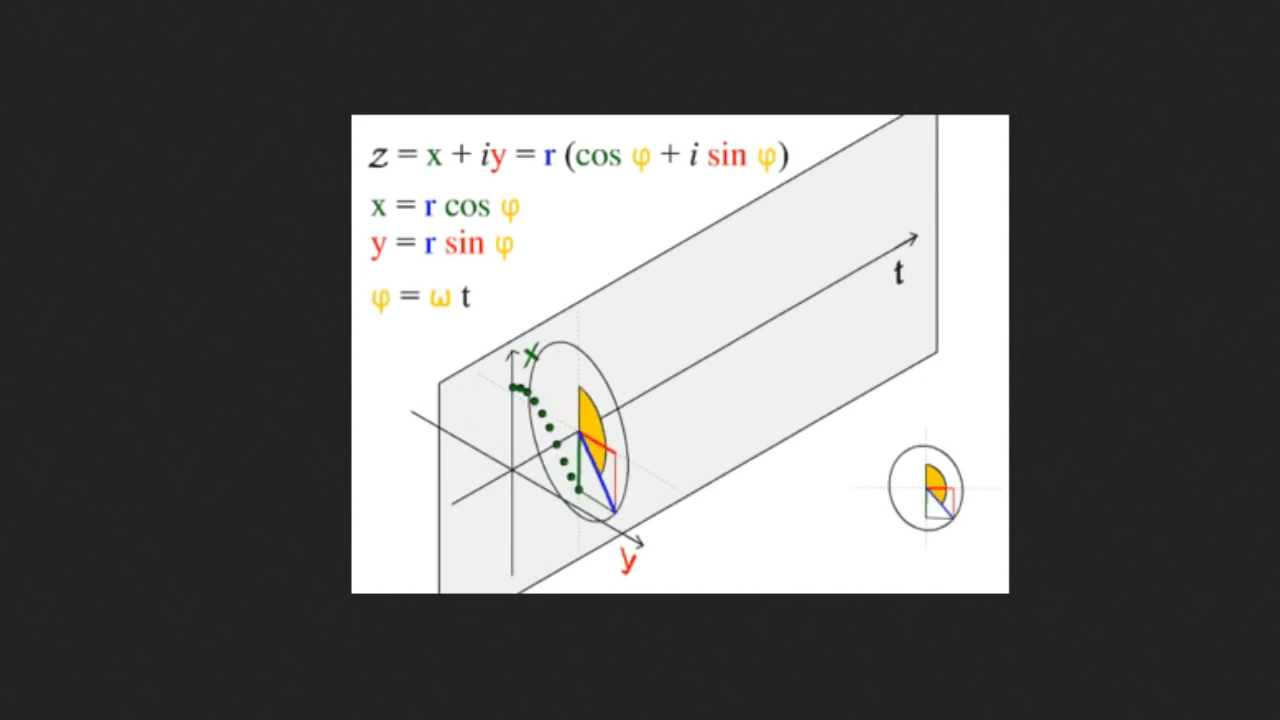 z = x + iy = r (cos φ + i sin φ)
x = r cos φ
y = r sin φ
φ = ω t
t
x
y